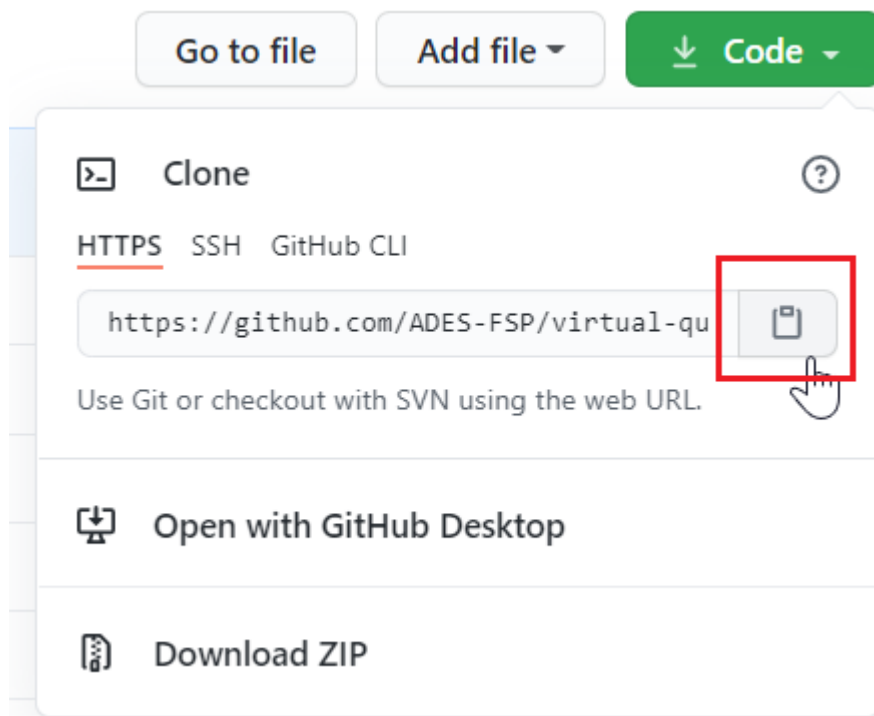 Go to file Add file Code
Clone
HTTPS SSH GitHub CLI
https://github.com/ADES-FSP/virtual-qu
Use Git or checkout with SVN using the web URL.
Open with GitHub Desktop
Download ZIP